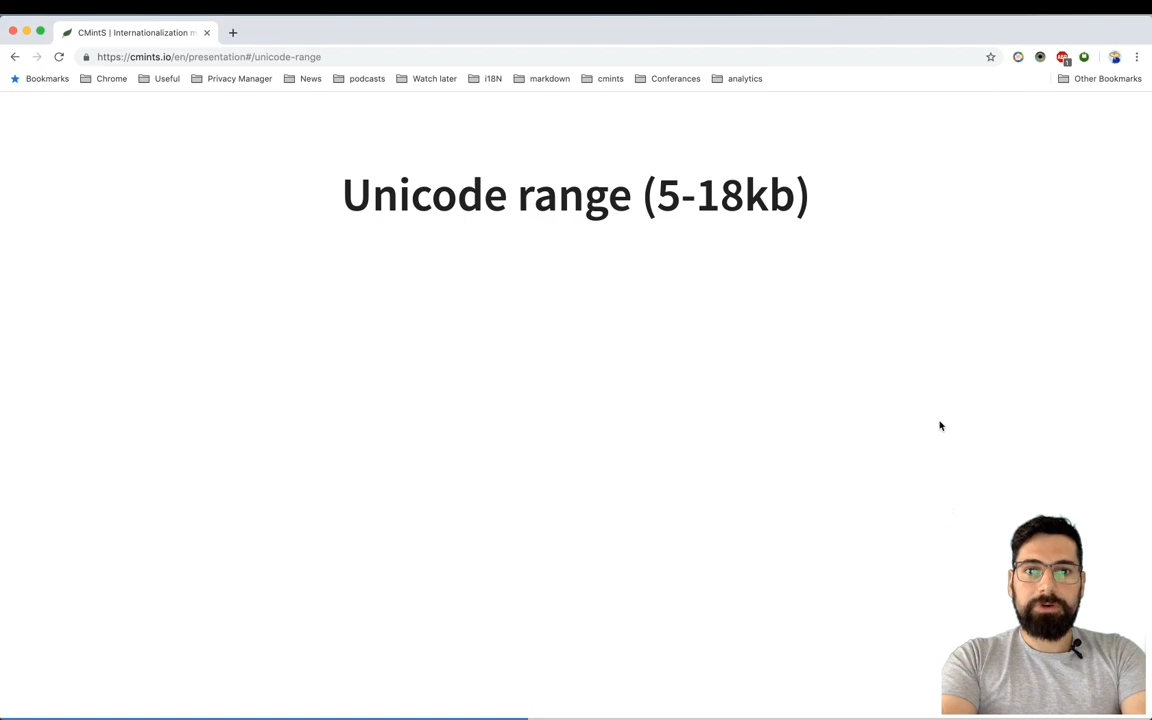 CMintS | Internationalization m
https://cmints.io/en/presentation#/unicode-range
Bookmarks Chrome Useful Privacy Manager News podcasts Watch later i18N markdown cmints Conferances analytics Other Bookmarks
Unicode range (5-18kb)